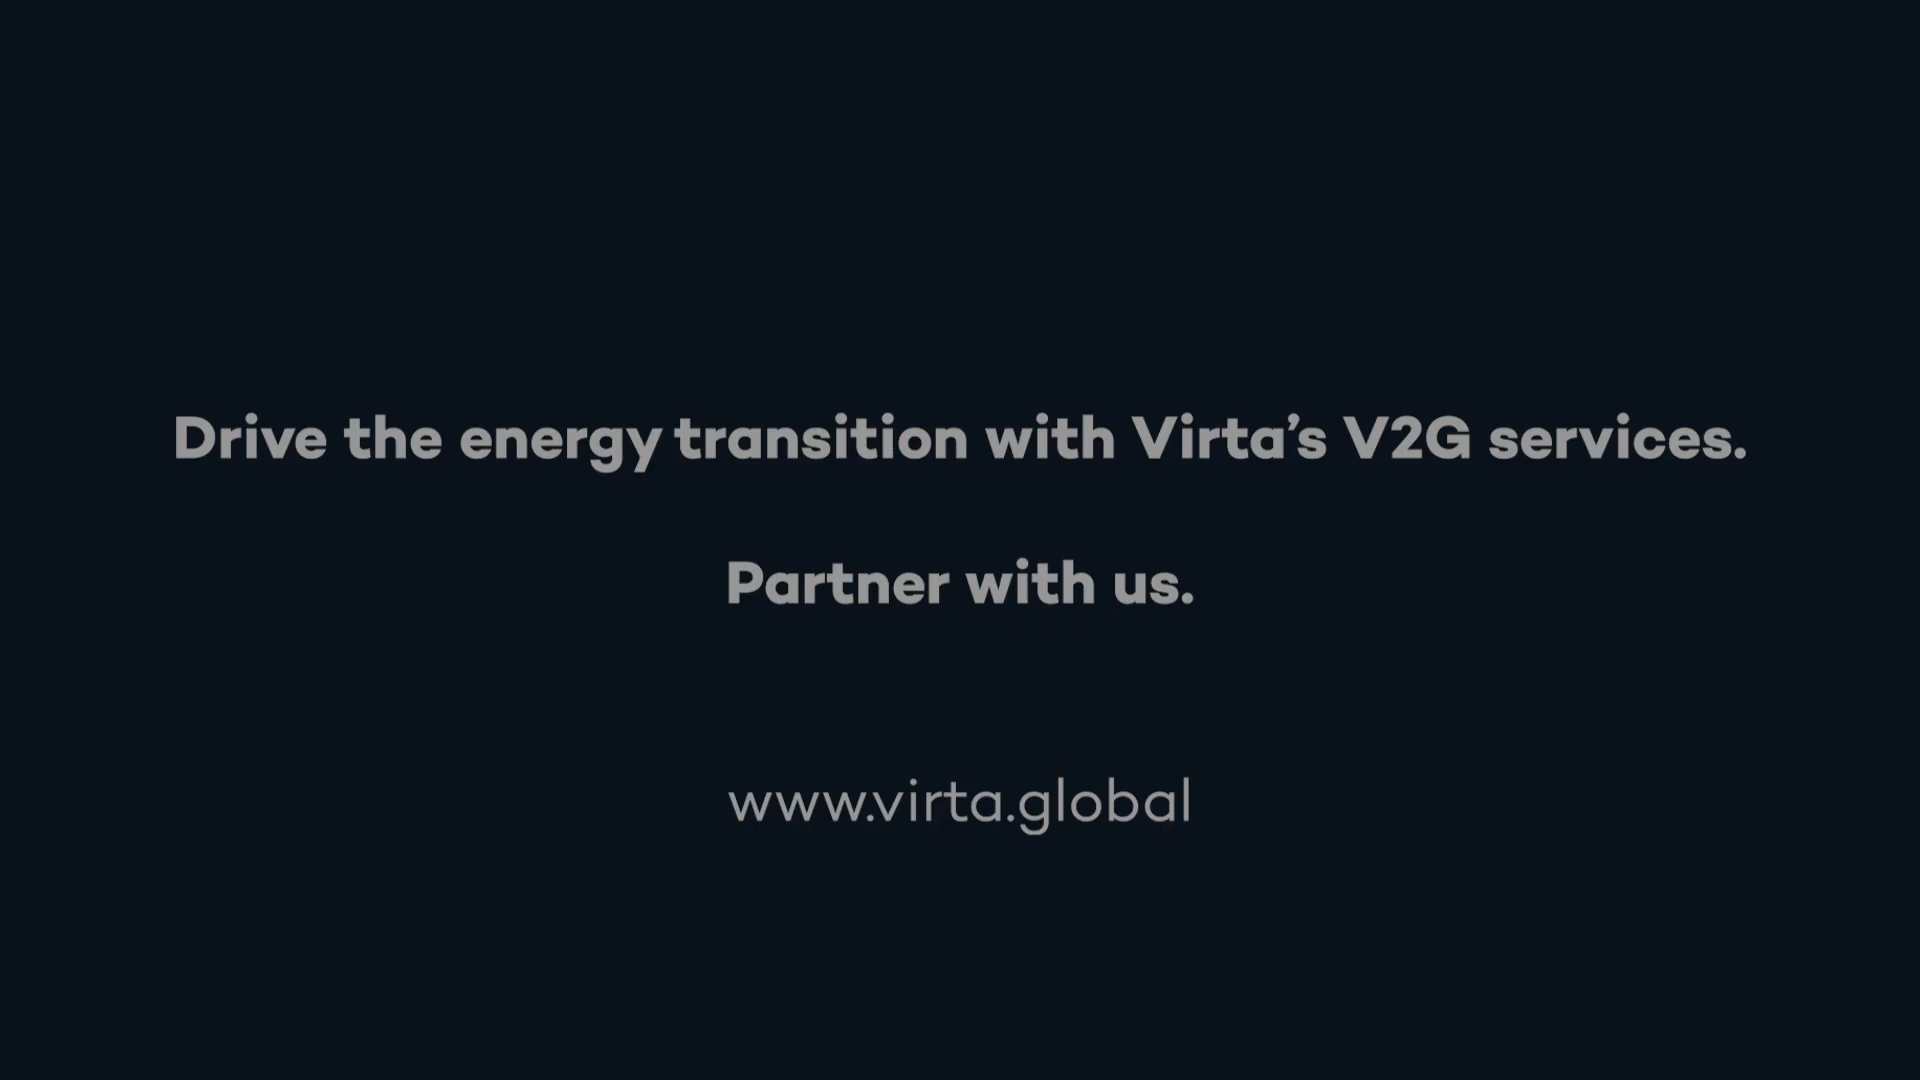 Drive the energy transition with Virta’s V2G services.
Partner with us.
www.virta.global